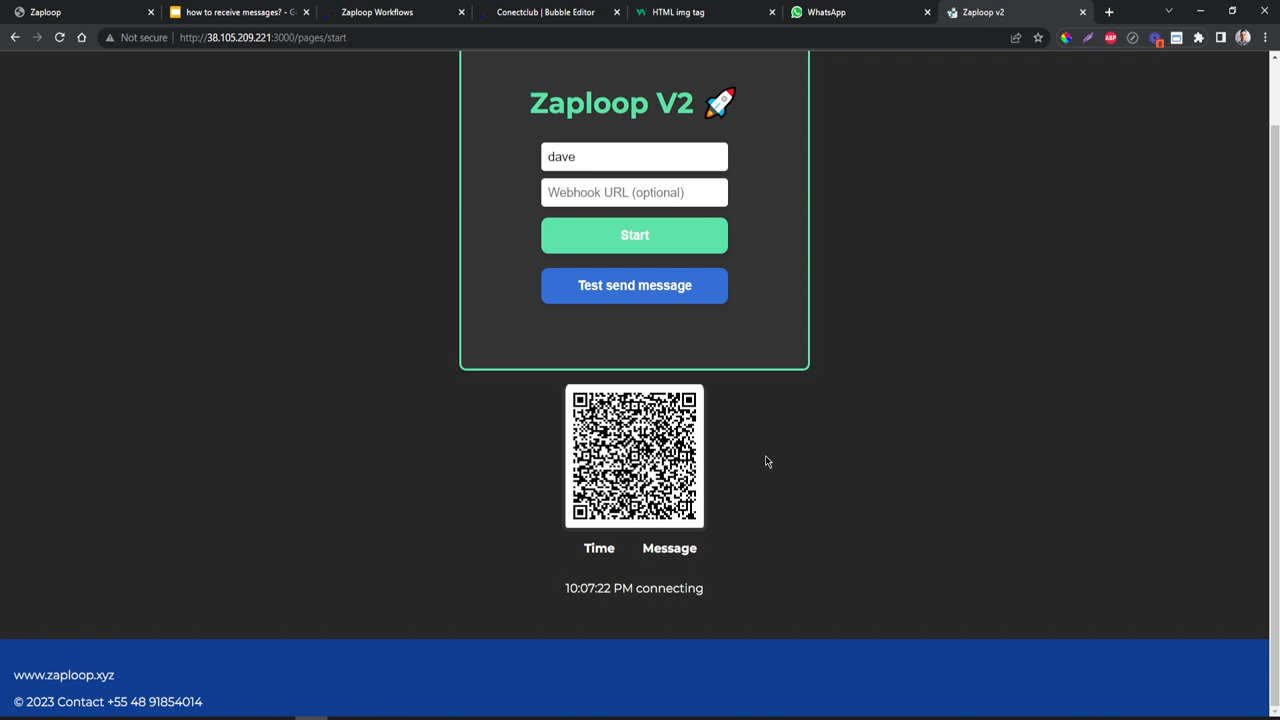 Zaploop
how to receive messages? - G
Zaploop Workflows
Conectclub | Bubble Editor
HTML img tag
WhatsApp
Zaploop v2
Not secure
http://38.105.209.221:3000/pages/start
ABP
Zaploop V2 🚀
dave
Webhook URL (optional)
Start
Test send message
Time Message
10:07:22 PM connecting
www.zaploop.xyz
© 2023 Contact +55 48 91854014